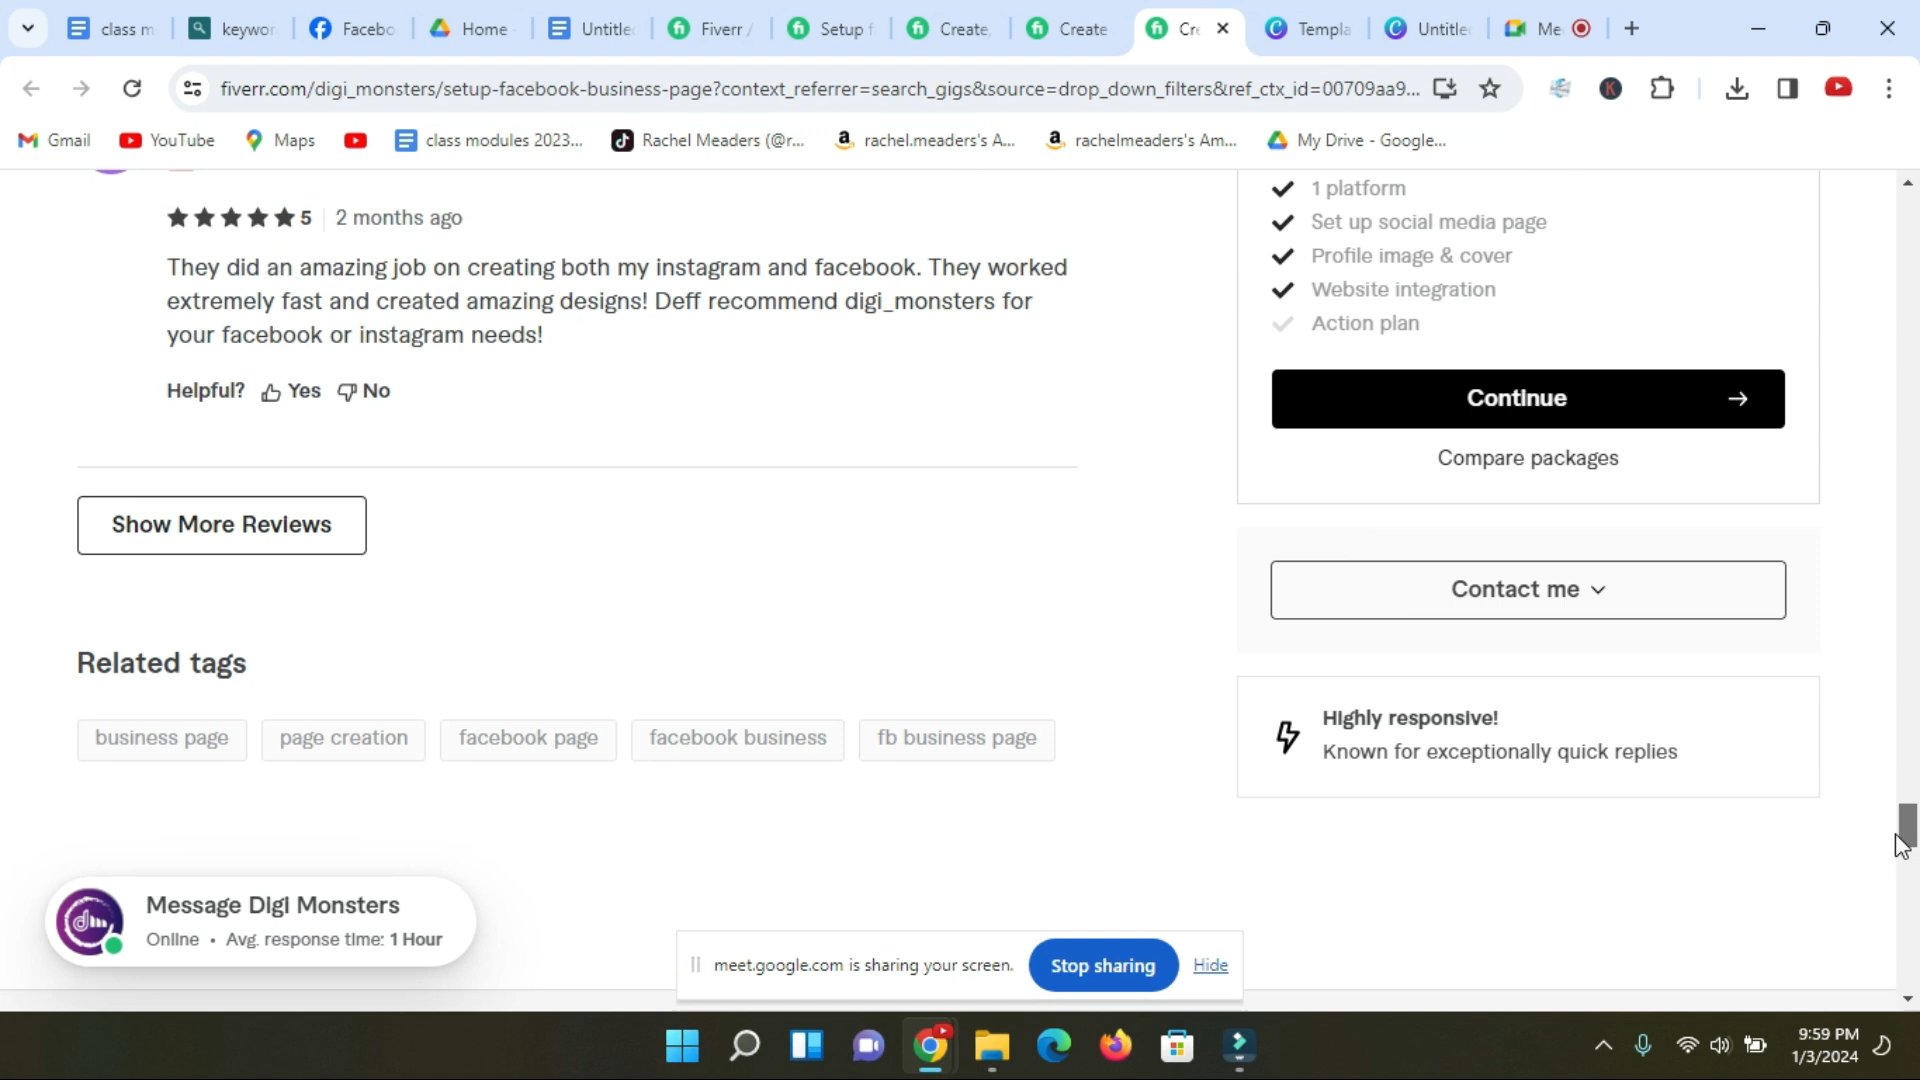 class m
keywor
Facebo
Home
Untitle
Fiverr /
Setup f
Create,
Create
Cre
Templa
Untitle
Me
fiverr.com/digi_monsters/setup-facebook-business-page?context_referrer=search_gigs&source=drop_down_filters&ref_ctx_id=00709aa9...
Gmail
YouTube
Maps
class modules 2023...
Rachel Meaders (@r...
rachel.meaders's A...
rachelmeaders's Am...
My Drive - Google...
5 2 months ago
They did an amazing job on creating both my instagram and facebook. They worked
extremely fast and created amazing designs! Deff recommend digi_monsters for
your facebook or instagram needs!
Helpful? Yes No
Show More Reviews
Related tags
business page
page creation
facebook page
facebook business
fb business page
1 platform
Set up social media page
Profile image & cover
Website integration
Action plan
Continue
Compare packages
Contact me
Highly responsive!
Known for exceptionally quick replies
dm
Message Digi Monsters
Online • Avg. response time: 1 Hour
meet.google.com is sharing your screen.
Stop sharing
Hide
9:59 PM
1/3/2024